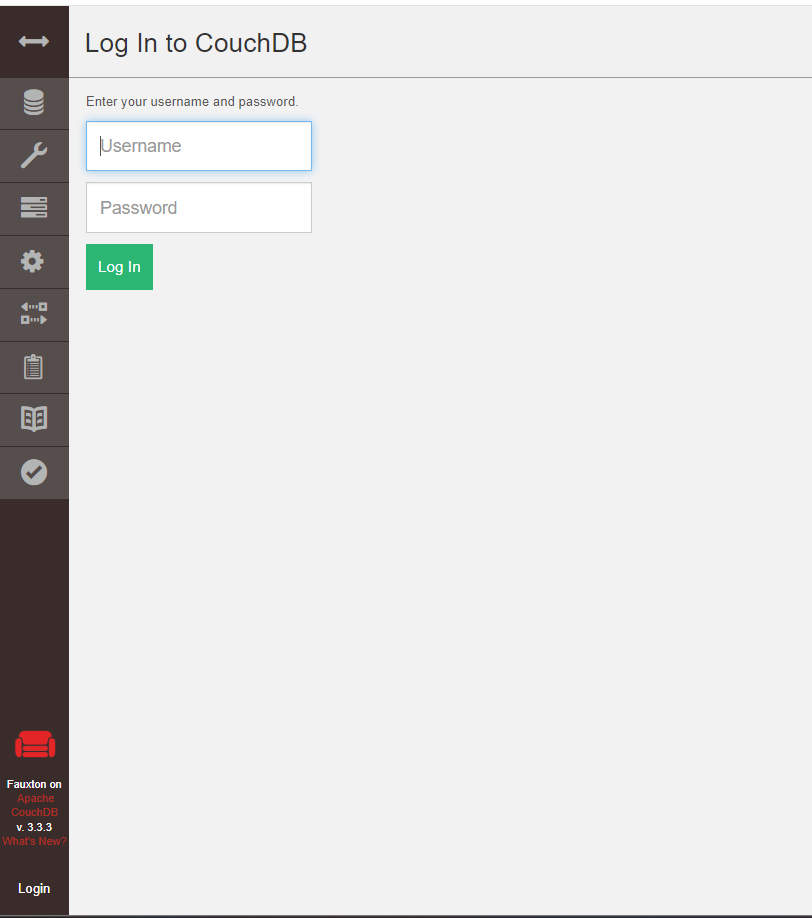 Log In to CouchDB
Enter your username and password.
Username
Password
Log In
Fauxton on
Apache
CouchDB
v. 3.3.3
What's New?
Login